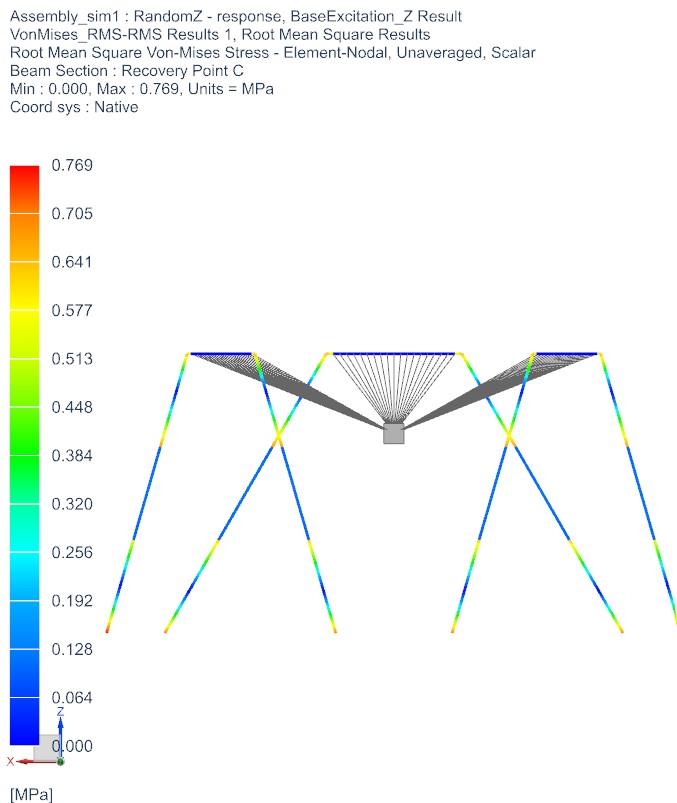 Assembly_sim1 : RandomZ - response, BaseExcitation_Z Result
VonMises_RMS-RMS Results 1, Root Mean Square Results
Root Mean Square Von-Mises Stress - Element-Nodal, Unaveraged, Scalar
Beam Section : Recovery Point C
Min : 0.000, Max : 0.769, Units = MPa
Coord sys : Native
0.769
0.705
0.641
0.577
0.513
0.448
0.384
0.320
0.256
0.192
0.128
0.064
Z
0.000
X
[MPa]